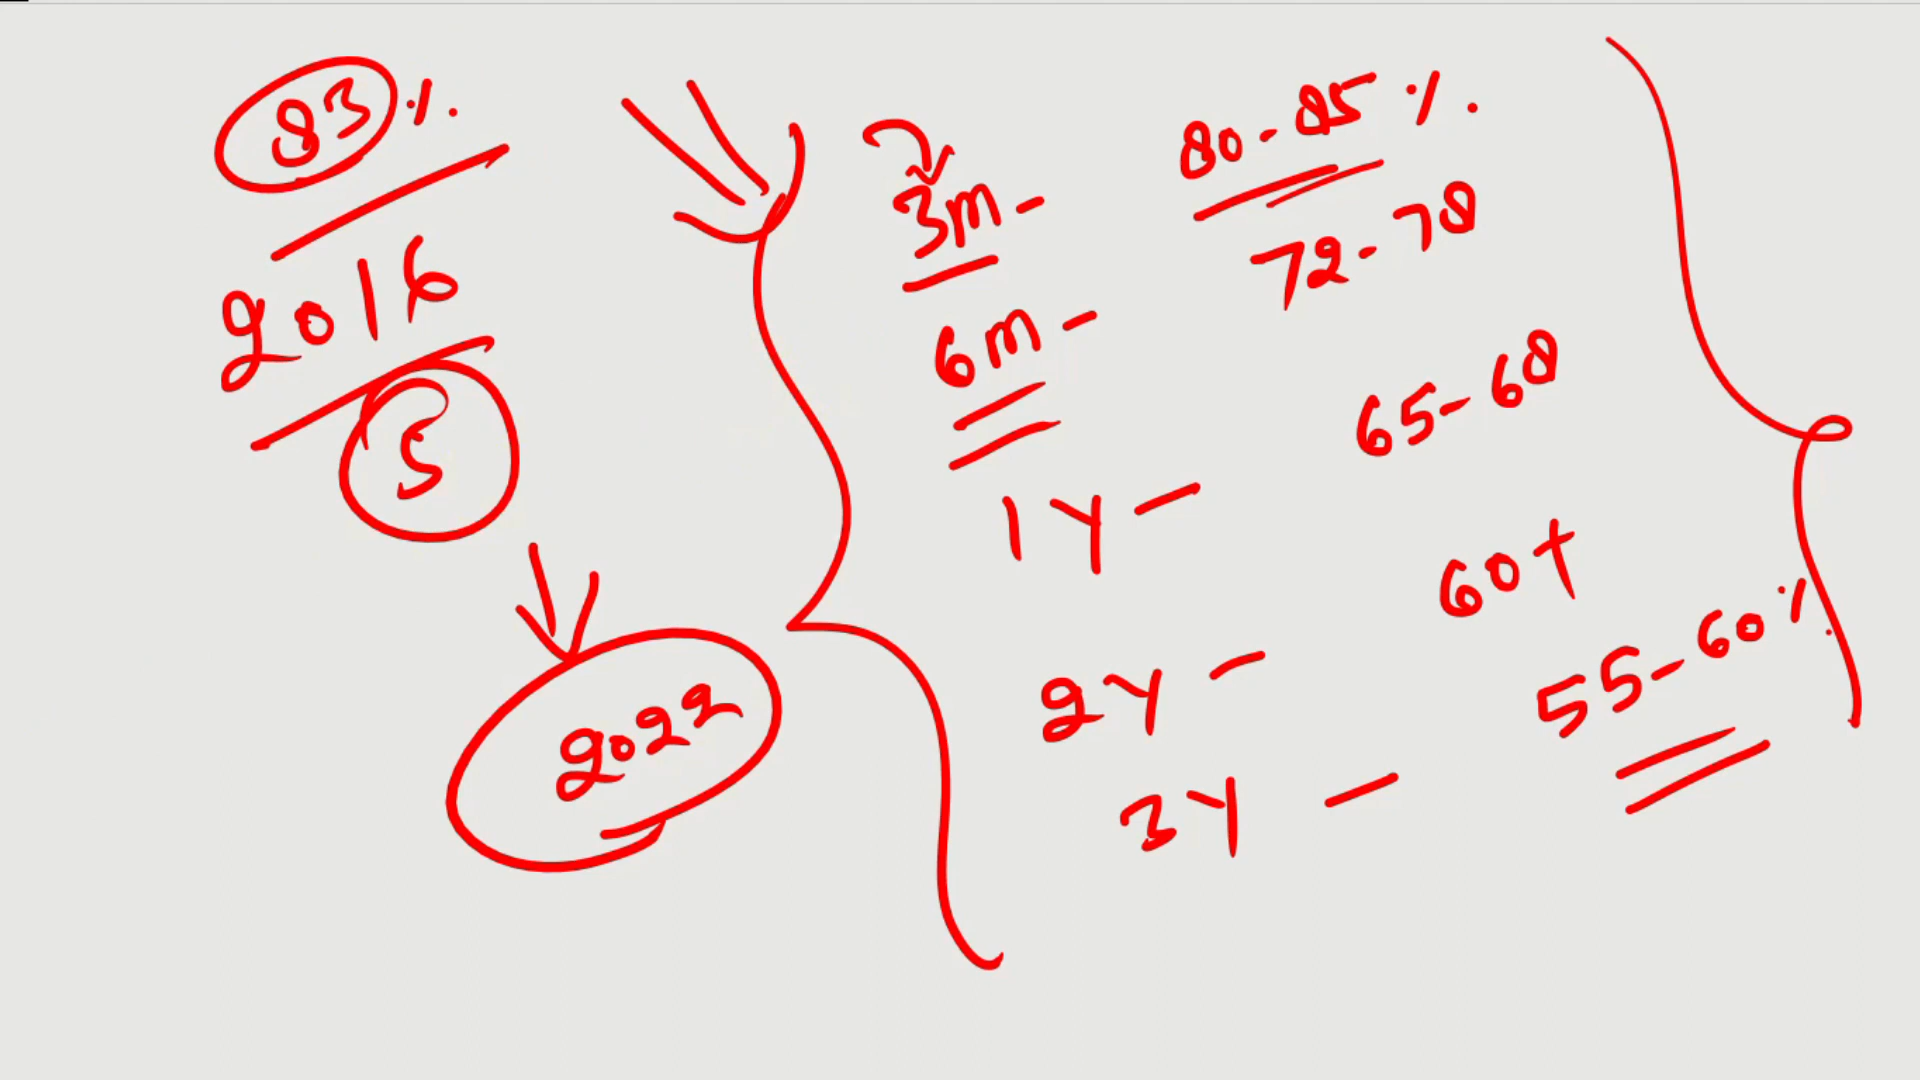 83%.
2016
5
2022
3m - 80-85%.
6m - 72-78
1Y - 65-68
2Y - 60+
3Y - 55-60%.